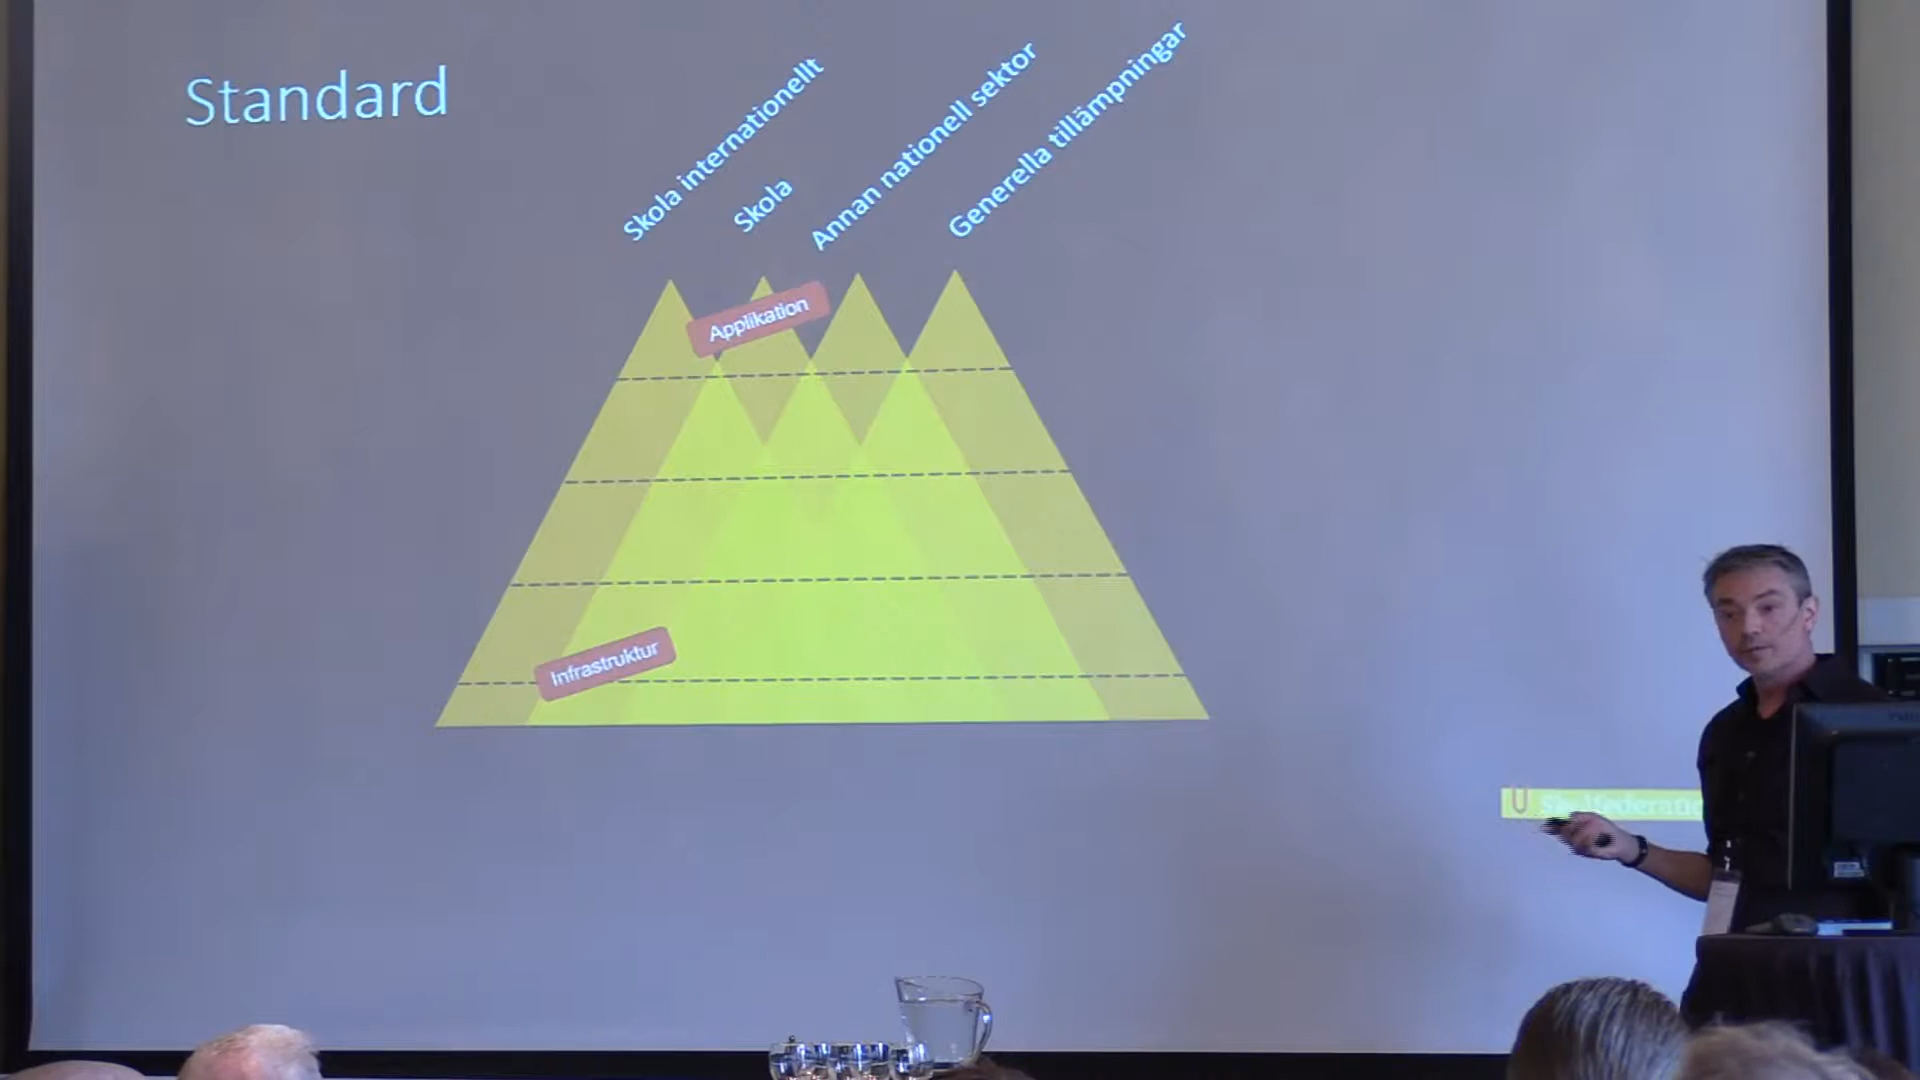 Standard
Skola internationellt
Skola
Annan nationell sektor
Generella tillämpningar
Applikation
Infrastruktur